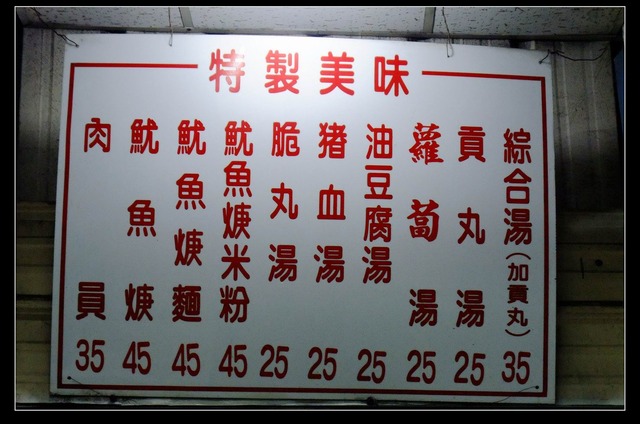 特製美味
綜合湯(加貢丸) 35
貢丸湯 25
蘿蔔湯 25
油豆腐湯 25
猪血湯 25
脆丸湯 25
魷魚焿米粉 45
魷魚焿麵 45
魷魚焿 45
肉員 35